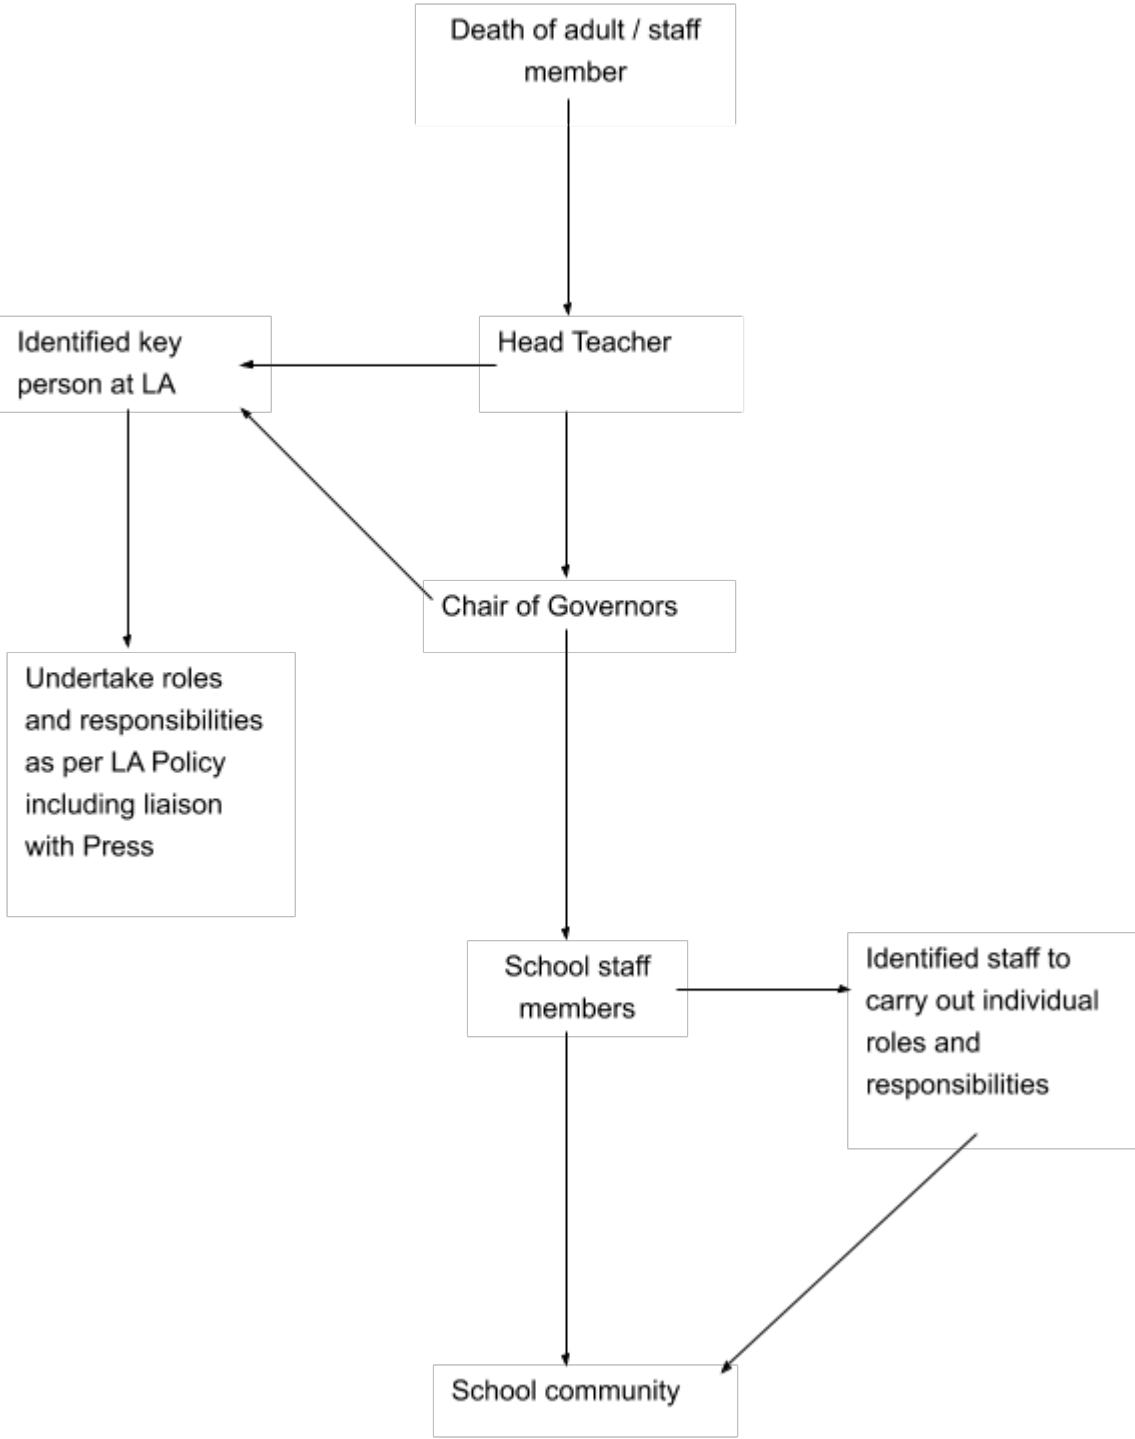 Death of adult / staff
member
Identified key
person at LA
Head Teacher
Chair of Governors
Undertake roles
and responsibilities
as per LA Policy
including liaison
with Press
School staff
members
Identified staff to
carry out individual
roles and
responsibilities
School community